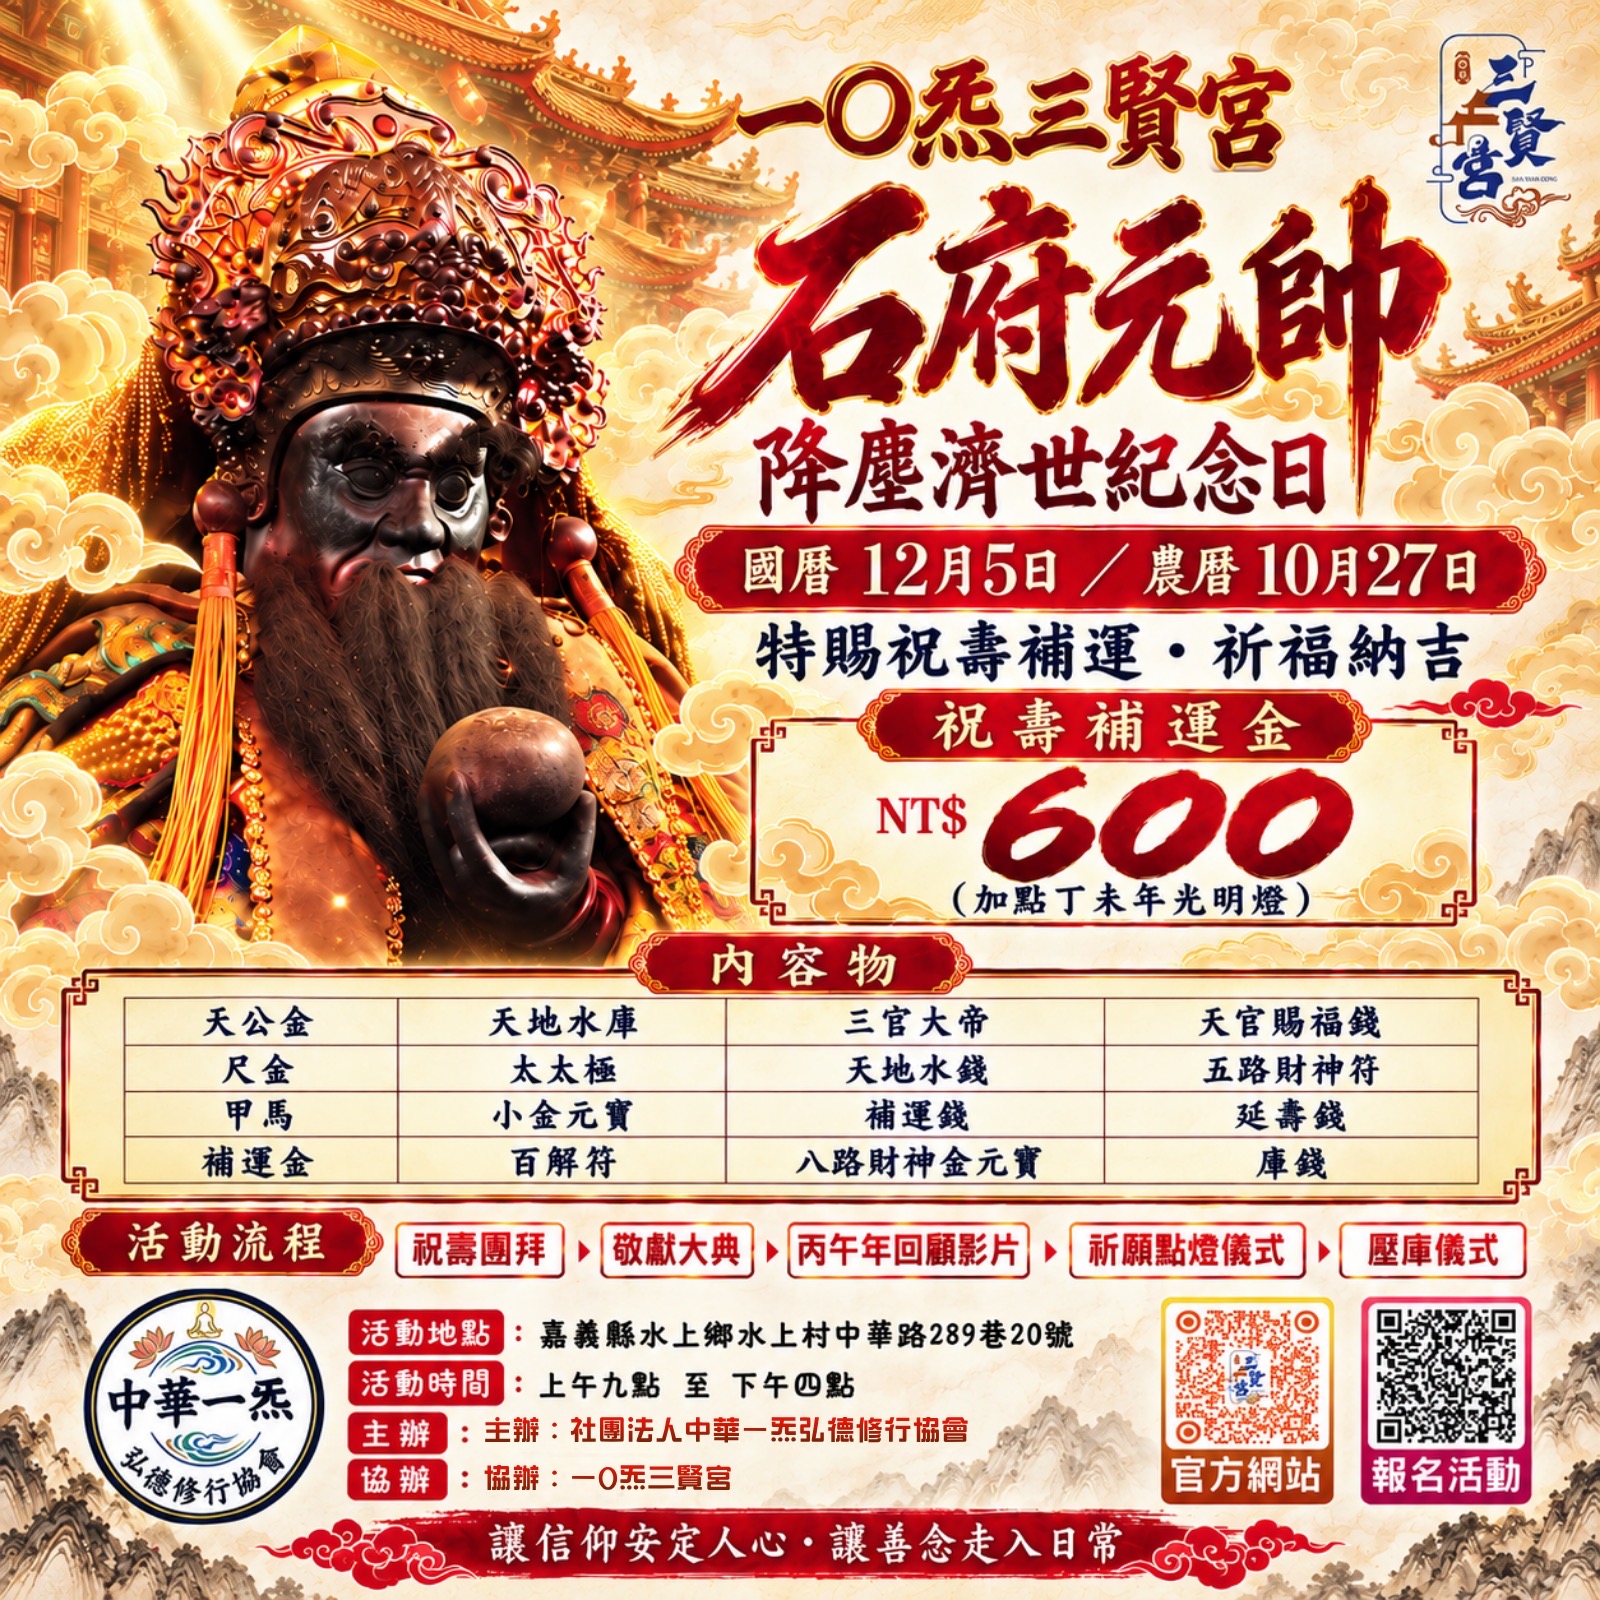 一〇炁三賢宮
三賢宮
石府元帥
降塵濟世紀念日
國曆 12月5日 / 農曆 10月27日
特賜祝壽補運・祈福納吉
祝壽補運金
NT$ 600
(加點丁未年光明燈)
內容物
天公金 天地水庫 三官大帝 天官賜福錢
尺金 太太極 天地水錢 五路財神符
甲馬 小金元寶 補運錢 延壽錢
補運金 百解符 八路財神金元寶 庫錢
活動流程 祝壽團拜 敬獻大典 丙午年回顧影片 祈願點燈儀式 壓庫儀式
中華一炁
弘德修行協會
活動地點：嘉義縣水上鄉水上村中華路289巷20號
活動時間：上午九點 至 下午四點
主辦：主辦：社團法人中華一炁弘德修行協會
協辦：協辦：一〇炁三賢宮
三賢宮
官方網站
報名活動
讓信仰安定人心・讓善念走入日常